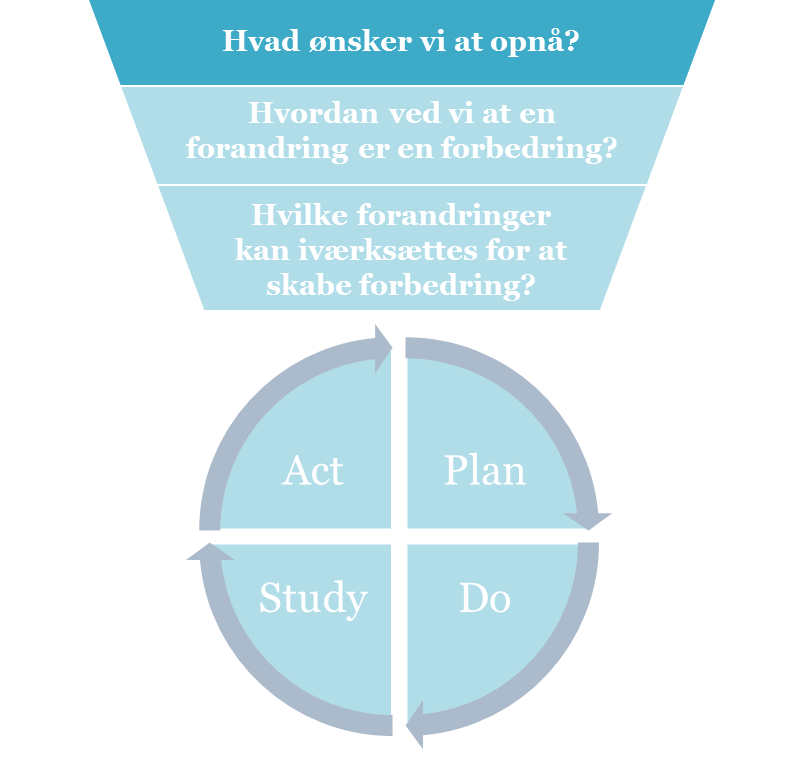 Hvad ønsker vi at opnå?
Hvordan ved vi at en
forandring er en forbedring?
Hvilke forandringer
kan iværksættes for at
skabe forbedring?
Act
Plan
Study
Do